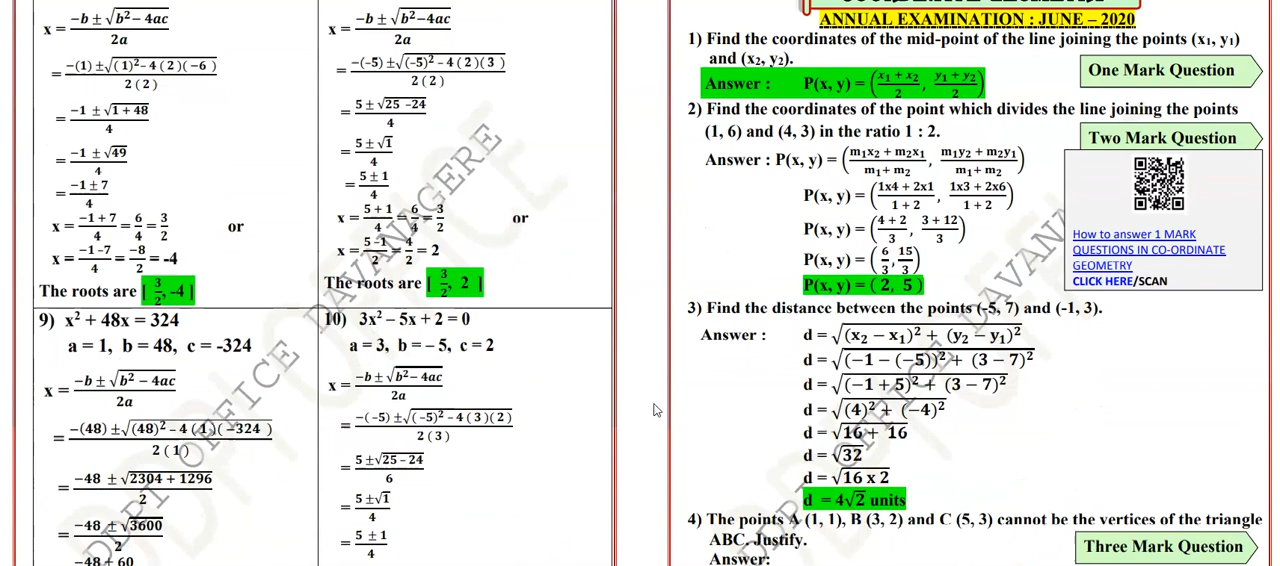 x = (−b ± √(b² − 4ac)) / 2a
= (−(1) ±√((1)²− 4 (2)(−6))) / 2 (2)
= (−1 ± √(1 + 48)) / 4
= (−1 ± √49) / 4
= (−1 ± 7) / 4
x = (−1 + 7)/4 = 6/4 = 3/2 or
x = (−1 −7)/4 = −8/2 = -4
The roots are [ 3/2, -4 ]
x = (−b ± √(b²−4ac)) / 2a
= (−(−5) ±√((−5)²− 4 (2)(3))) / 2 (2)
= (5 ± √(25 −24)) / 4
= (5 ± √1) / 4
= (5 ± 1) / 4
x = (5 + 1)/4 = 6/4 = 3/2 or
x = (5 −1)/2 = 4/2 = 2
The roots are [ 3/2, 2 ]
9) x² + 48x = 324
a = 1, b = 48, c = -324
x = (−b ± √(b² − 4ac)) / 2a
= (−(48) ±√((48)² − 4 (1)(−324))) / 2 (1)
= (−48 ± √(2304 + 1296)) / 2
= (−48 ± √3600) / 2
−48 + 60
10) 3x² – 5x + 2 = 0
a = 3, b = – 5, c = 2
x = (−b ± √(b² − 4ac)) / 2a
= (−(−5) ±√((−5)² − 4 (3)(2))) / 2 (3)
= (5 ±√(25 − 24)) / 6
= (5 ±√1) / 4
= (5 ± 1) / 4
COORDINATE GEOMETRY
ANNUAL EXAMINATION : JUNE – 2020
1) Find the coordinates of the mid-point of the line joining the points (x₁, y₁)
and (x₂, y₂).
One Mark Question
Answer : P(x, y) = ((x₁ + x₂)/2, (y₁ + y₂)/2)
2) Find the coordinates of the point which divides the line joining the points
(1, 6) and (4, 3) in the ratio 1 : 2.
Two Mark Question
Answer : P(x, y) = ((m₁x₂ + m₂x₁)/(m₁+ m₂), (m₁y₂ + m₂y₁)/(m₁+ m₂))
P(x, y) = ((1x4 + 2x1)/(1 + 2), (1x3 + 2x6)/(1 + 2))
P(x, y) = ((4 + 2)/3, (3 + 12)/3)
P(x, y) = (6/3, 15/3)
P(x, y) = ( 2, 5 )
How to answer 1 MARK
QUESTIONS IN CO-ORDINATE
GEOMETRY
CLICK HERE/SCAN
3) Find the distance between the points (-5, 7) and (-1, 3).
Answer : d = √((x₂ − x₁)² + (y₂ − y₁)²)
d = √((−1 − (−5))² + (3 − 7)²)
d = √((−1 + 5)² + (3 − 7)²)
d = √((4)² + (−4)²)
d = √(16 + 16)
d = √32
d = √(16 x 2)
d = 4√2 units
4) The points A (1, 1), B (3, 2) and C (5, 3) cannot be the vertices of the triangle
ABC. Justify.
Three Mark Question
Answer:
DDPI OFFICE DAVANAGERE
DDPI OFFICE DAVANA